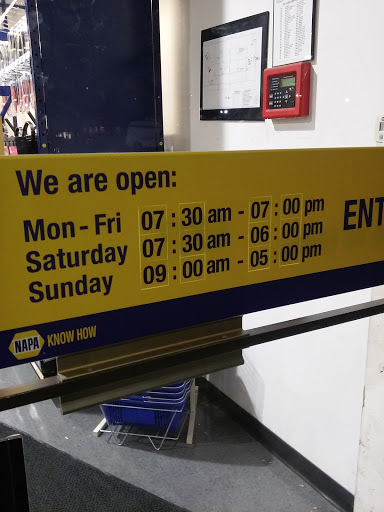 We are open:
Mon - Fri 07 : 30 am - 07 : 00 pm
Saturday 07 : 30 am - 06 : 00 pm
Sunday 09 : 00 am - 05 : 00 pm
ENT
NAPA KNOW HOW